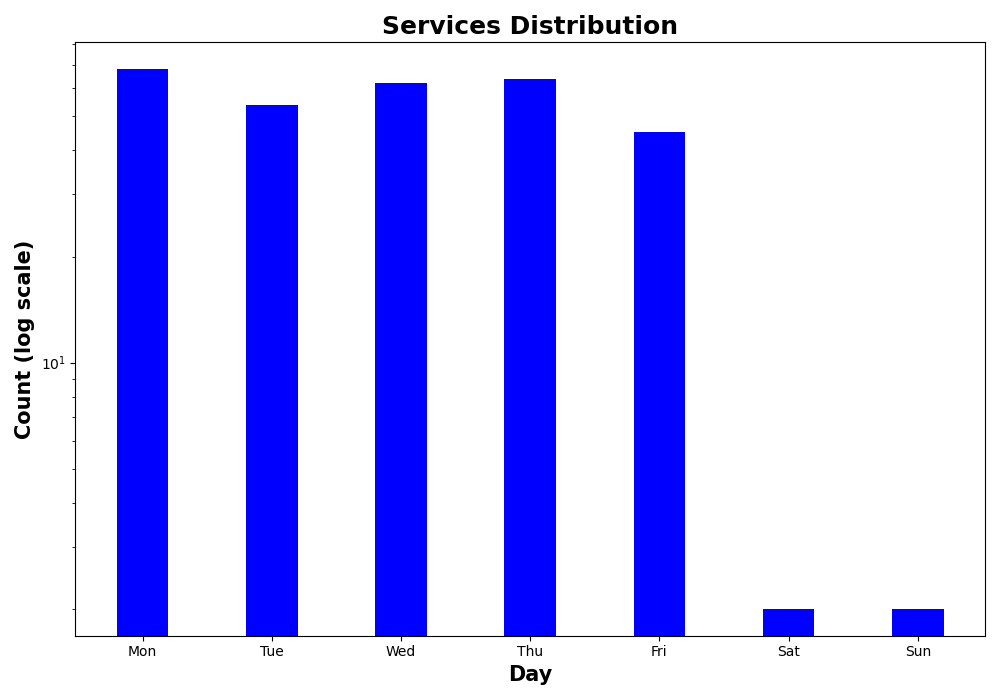 Services Distribution
Count (log scale)
10¹
Mon Tue Wed Thu Fri Sat Sun
Day